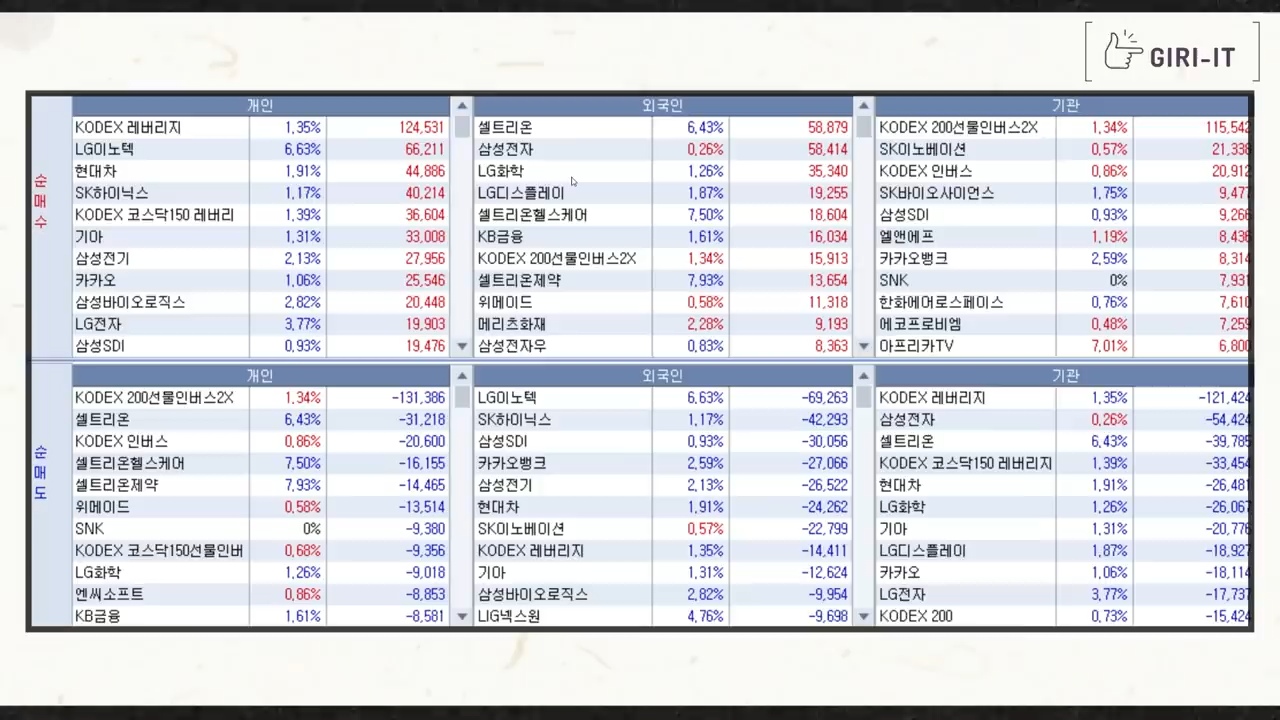 GIRI-IT
개인 외국인 기관
순매수
KODEX 레버리지 1,35% 124,531 셀트리온 6,43% 58,879 KODEX 200선물인버스2X 1,34% 115,542
LG이노텍 6,63% 66,211 삼성전자 0,26% 58,414 SK이노베이션 0,57% 21,338
현대차 1,91% 44,886 LG화학 1,26% 35,340 KODEX 인버스 0,86% 20,912
SK하이닉스 1,17% 40,214 LG디스플레이 1,87% 19,255 SK바이오사이언스 1,75% 9,477
KODEX 코스닥150 레버리 1,39% 36,604 셀트리온헬스케어 7,50% 18,604 삼성SDI 0,93% 9,266
기아 1,31% 33,008 KB금융 1,61% 16,034 엘앤에프 1,19% 8,436
삼성전기 2,13% 27,956 KODEX 200선물인버스2X 1,34% 15,913 카카오뱅크 2,59% 8,314
카카오 1,06% 25,546 셀트리온제약 7,93% 13,654 SNK 0% 7,931
삼성바이오로직스 2,82% 20,448 위메이드 0,58% 11,318 한화에어로스페이스 0,76% 7,610
LG전자 3,77% 19,903 메리츠화재 2,28% 9,193 에코프로비엠 0,48% 7,259
삼성SDI 0,93% 19,476 삼성전자우 0,83% 8,363 아프리카TV 7,01% 6,800
개인 외국인 기관
순매도
KODEX 200선물인버스2X 1,34% -131,386 LG이노텍 6,63% -69,263 KODEX 레버리지 1,35% -121,424
셀트리온 6,43% -31,218 SK하이닉스 1,17% -42,293 삼성전자 0,26% -54,424
KODEX 인버스 0,86% -20,600 삼성SDI 0,93% -30,056 셀트리온 6,43% -39,785
셀트리온헬스케어 7,50% -16,155 카카오뱅크 2,59% -27,066 KODEX 코스닥150 레버리지 1,39% -33,454
셀트리온제약 7,93% -14,465 삼성전기 2,13% -26,522 현대차 1,91% -26,481
위메이드 0,58% -13,514 현대차 1,91% -24,262 LG화학 1,26% -26,067
SNK 0% -9,380 SK이노베이션 0,57% -22,799 기아 1,31% -20,776
KODEX 코스닥150선물인버 0,68% -9,356 KODEX 레버리지 1,35% -14,411 LG디스플레이 1,87% -18,927
LG화학 1,26% -9,018 기아 1,31% -12,624 카카오 1,06% -18,114
엔씨소프트 0,86% -8,853 삼성바이오로직스 2,82% -9,954 LG전자 3,77% -17,737
KB금융 1,61% -8,581 LIG넥스원 4,76% -9,698 KODEX 200 0,73% -15,424